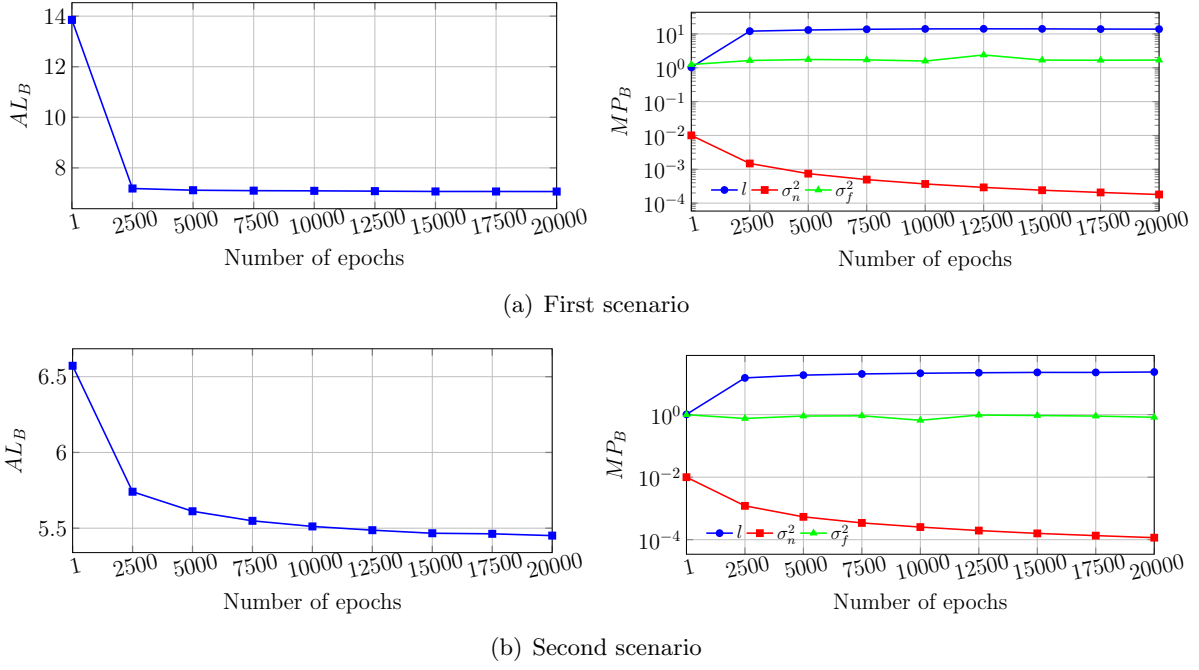 14
12
10
8
AL_B
1 2500 5000 7500 10000 12500 15000 17500 20000
Number of epochs
10^1
10^0
10^{-1}
10^{-2}
10^{-3}
10^{-4}
MP_B
l σ_n^2 σ_f^2
1 2500 5000 7500 10000 12500 15000 17500 20000
Number of epochs
(a) First scenario
6.5
6
5.5
AL_B
1 2500 5000 7500 10000 12500 15000 17500 20000
Number of epochs
10^0
10^{-2}
10^{-4}
MP_B
l σ_n^2 σ_f^2
1 2500 5000 7500 10000 12500 15000 17500 20000
Number of epochs
(b) Second scenario